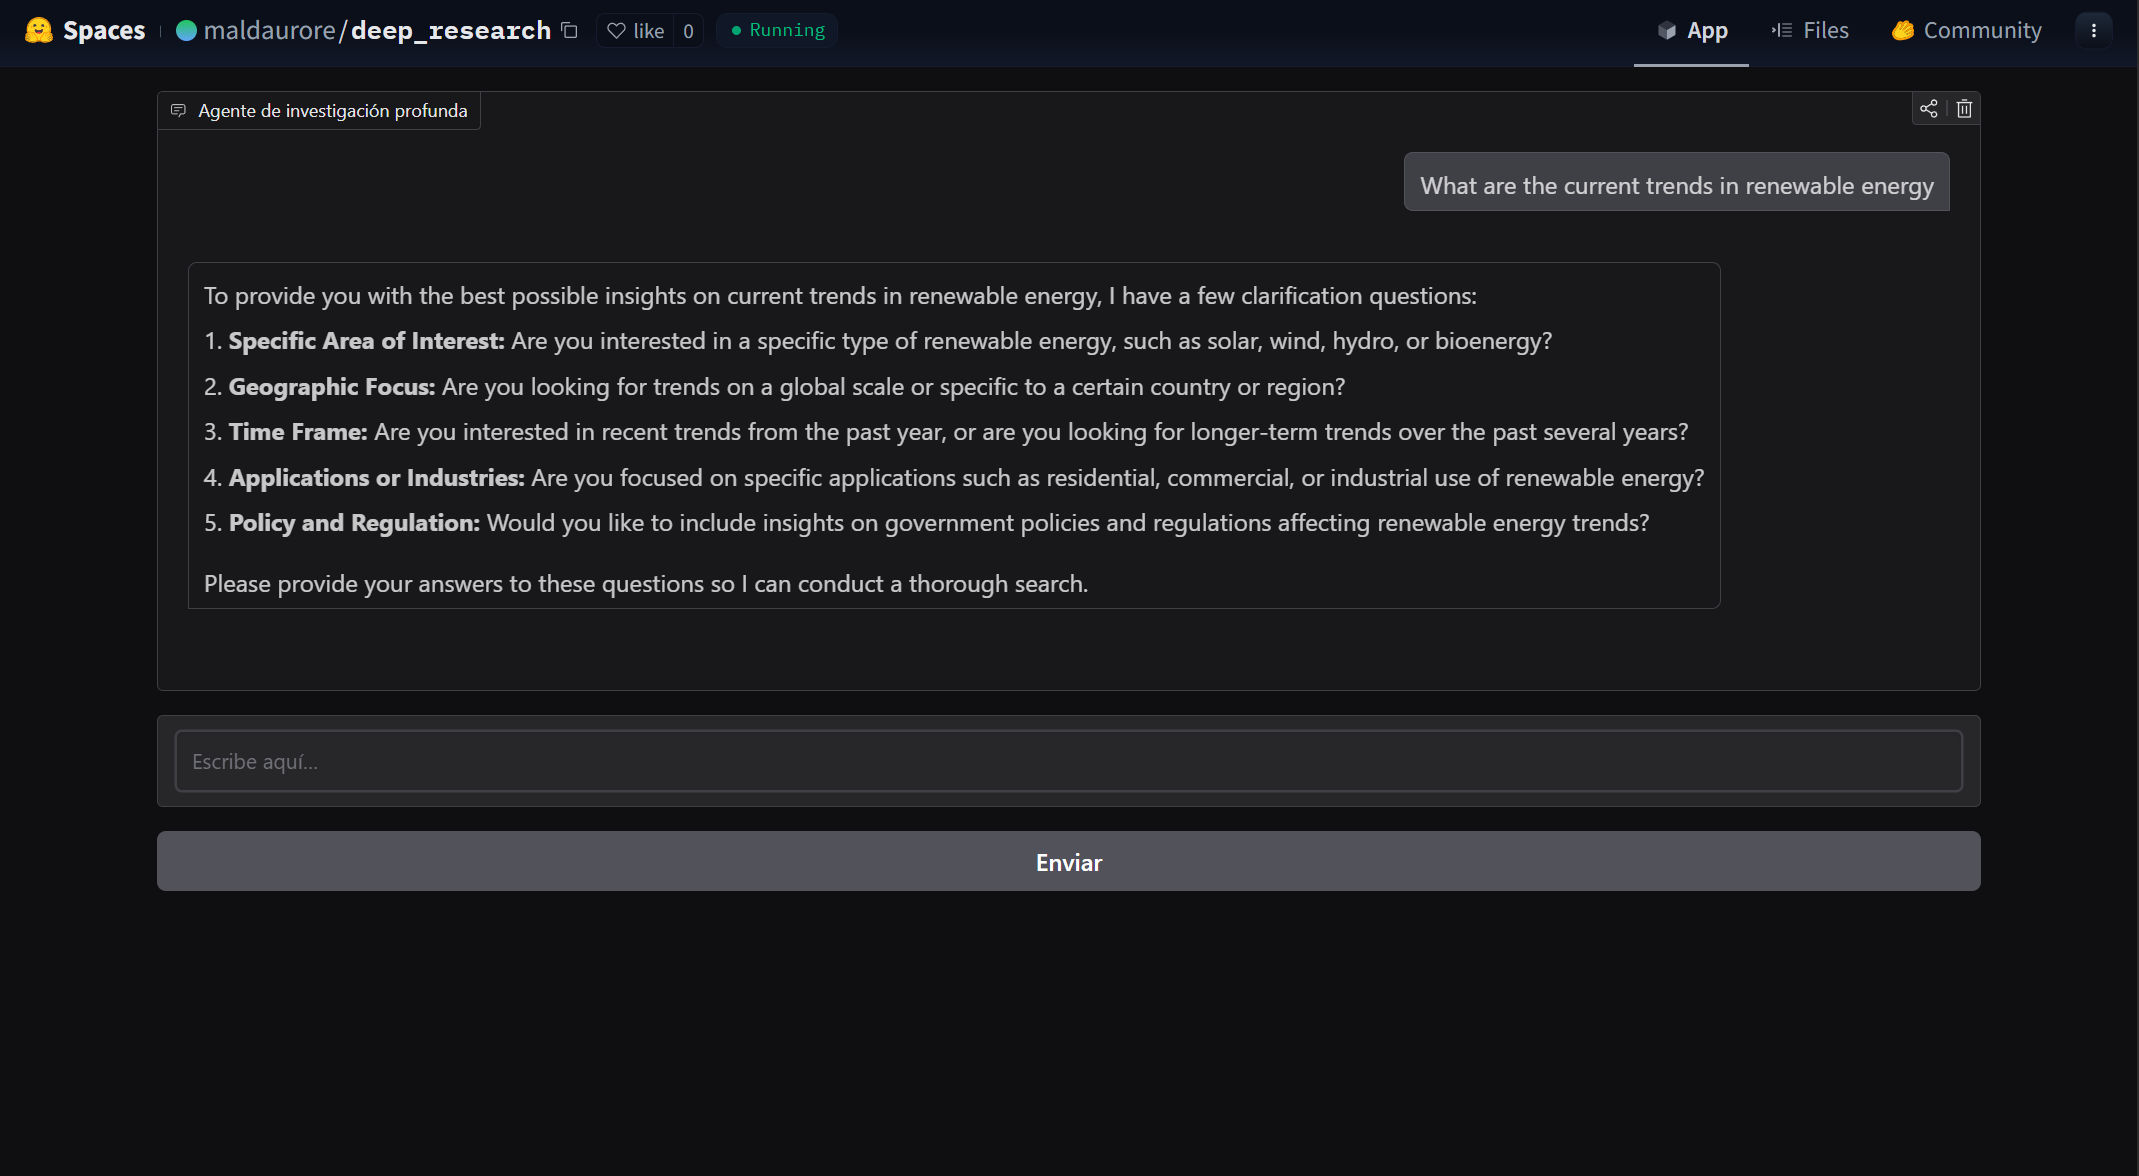 Spaces maldaurore/deep_research like 0 Running App Files Community
Agente de investigación profunda
What are the current trends in renewable energy
To provide you with the best possible insights on current trends in renewable energy, I have a few clarification questions:
1. Specific Area of Interest: Are you interested in a specific type of renewable energy, such as solar, wind, hydro, or bioenergy?
2. Geographic Focus: Are you looking for trends on a global scale or specific to a certain country or region?
3. Time Frame: Are you interested in recent trends from the past year, or are you looking for longer-term trends over the past several years?
4. Applications or Industries: Are you focused on specific applications such as residential, commercial, or industrial use of renewable energy?
5. Policy and Regulation: Would you like to include insights on government policies and regulations affecting renewable energy trends?
Please provide your answers to these questions so I can conduct a thorough search.
Escribe aquí...
Enviar